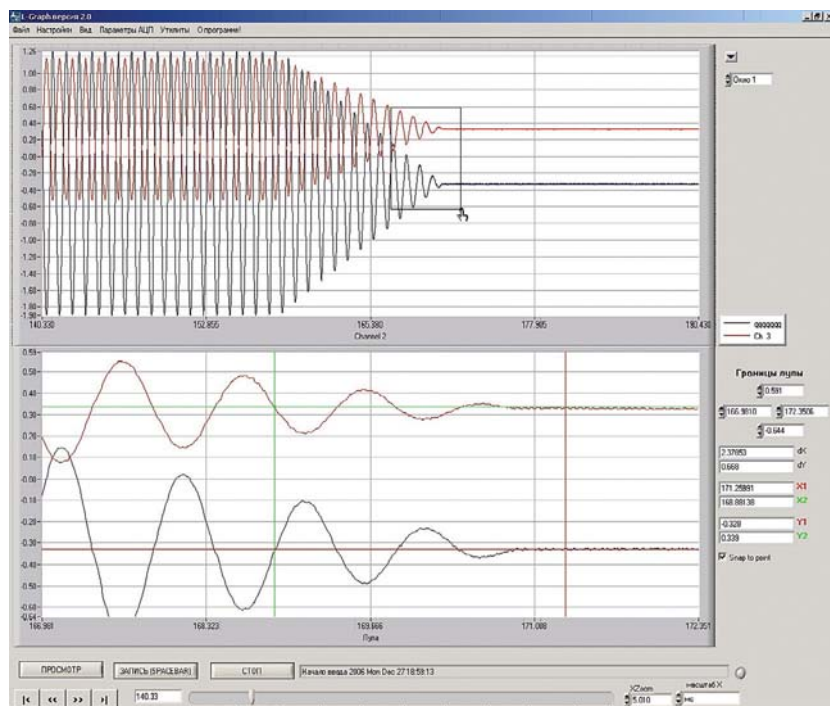 L-Graph версия 2.0
Файл Настройки Вид Параметры АЦП Утилиты О программе!
1.25
1.00
0.80
0.60
0.40
0.20
-0.00
-0.20
-0.40
-0.60
-0.80
-1.00
-1.20
-1.40
-1.60
-1.90
140.330 152.855 165.380 177.905 190.430
Channel 2
Окно 1
Ch. 3
0.59
0.50
0.40
0.30
0.20
0.10
-0.00
-0.10
-0.20
-0.30
-0.40
-0.50
-0.60
-0.64
166.981 168.323 169.666 171.008 172.351
Лупа
Границы лупы
0.591
166.9810 172.3506
-0.644
2.37853 dX
0.668 dY
171.25991 X1
168.88138 X2
-0.328 Y1
0.339 Y2
Snap to point
ПРОСМОТР ЗАПИСЬ (SPACEBAR) СТОП Начало ввода 2006 Mon Dec 27 18:59:13
|< << >> >| 140.33
XZoom масштаб X
5.010 нс